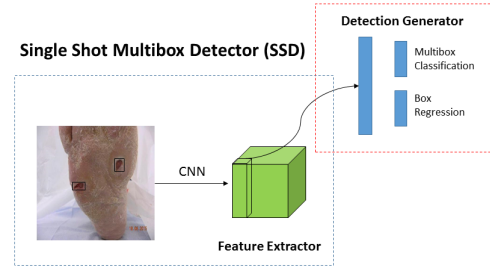 Detection Generator
Single Shot Multibox Detector (SSD)
Multibox
Classification
Box
Regression
CNN
Feature Extractor